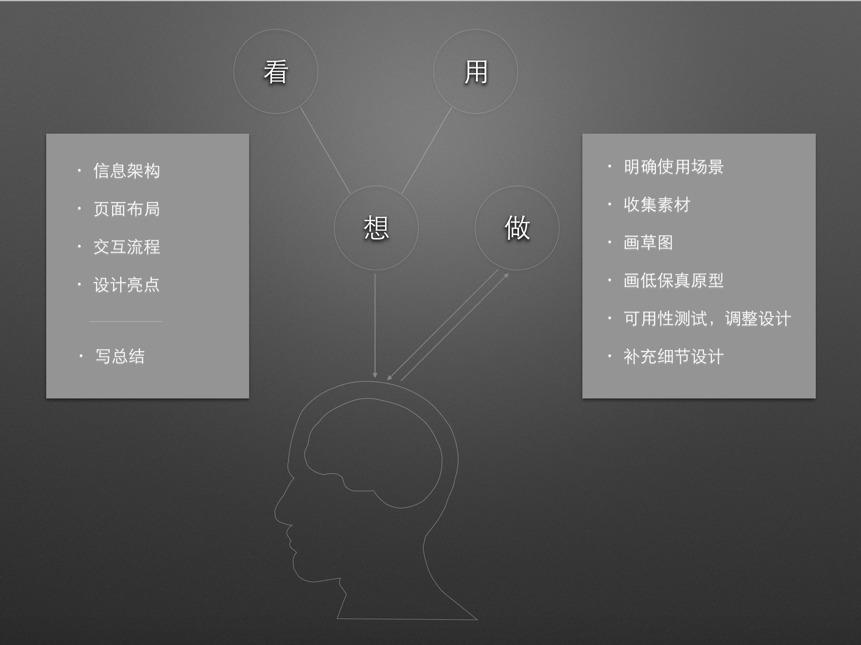 看
用
想
做
· 信息架构
· 页面布局
· 交互流程
· 设计亮点
· 写总结
· 明确使用场景
· 收集素材
· 画草图
· 画低保真原型
· 可用性测试，调整设计
· 补充细节设计